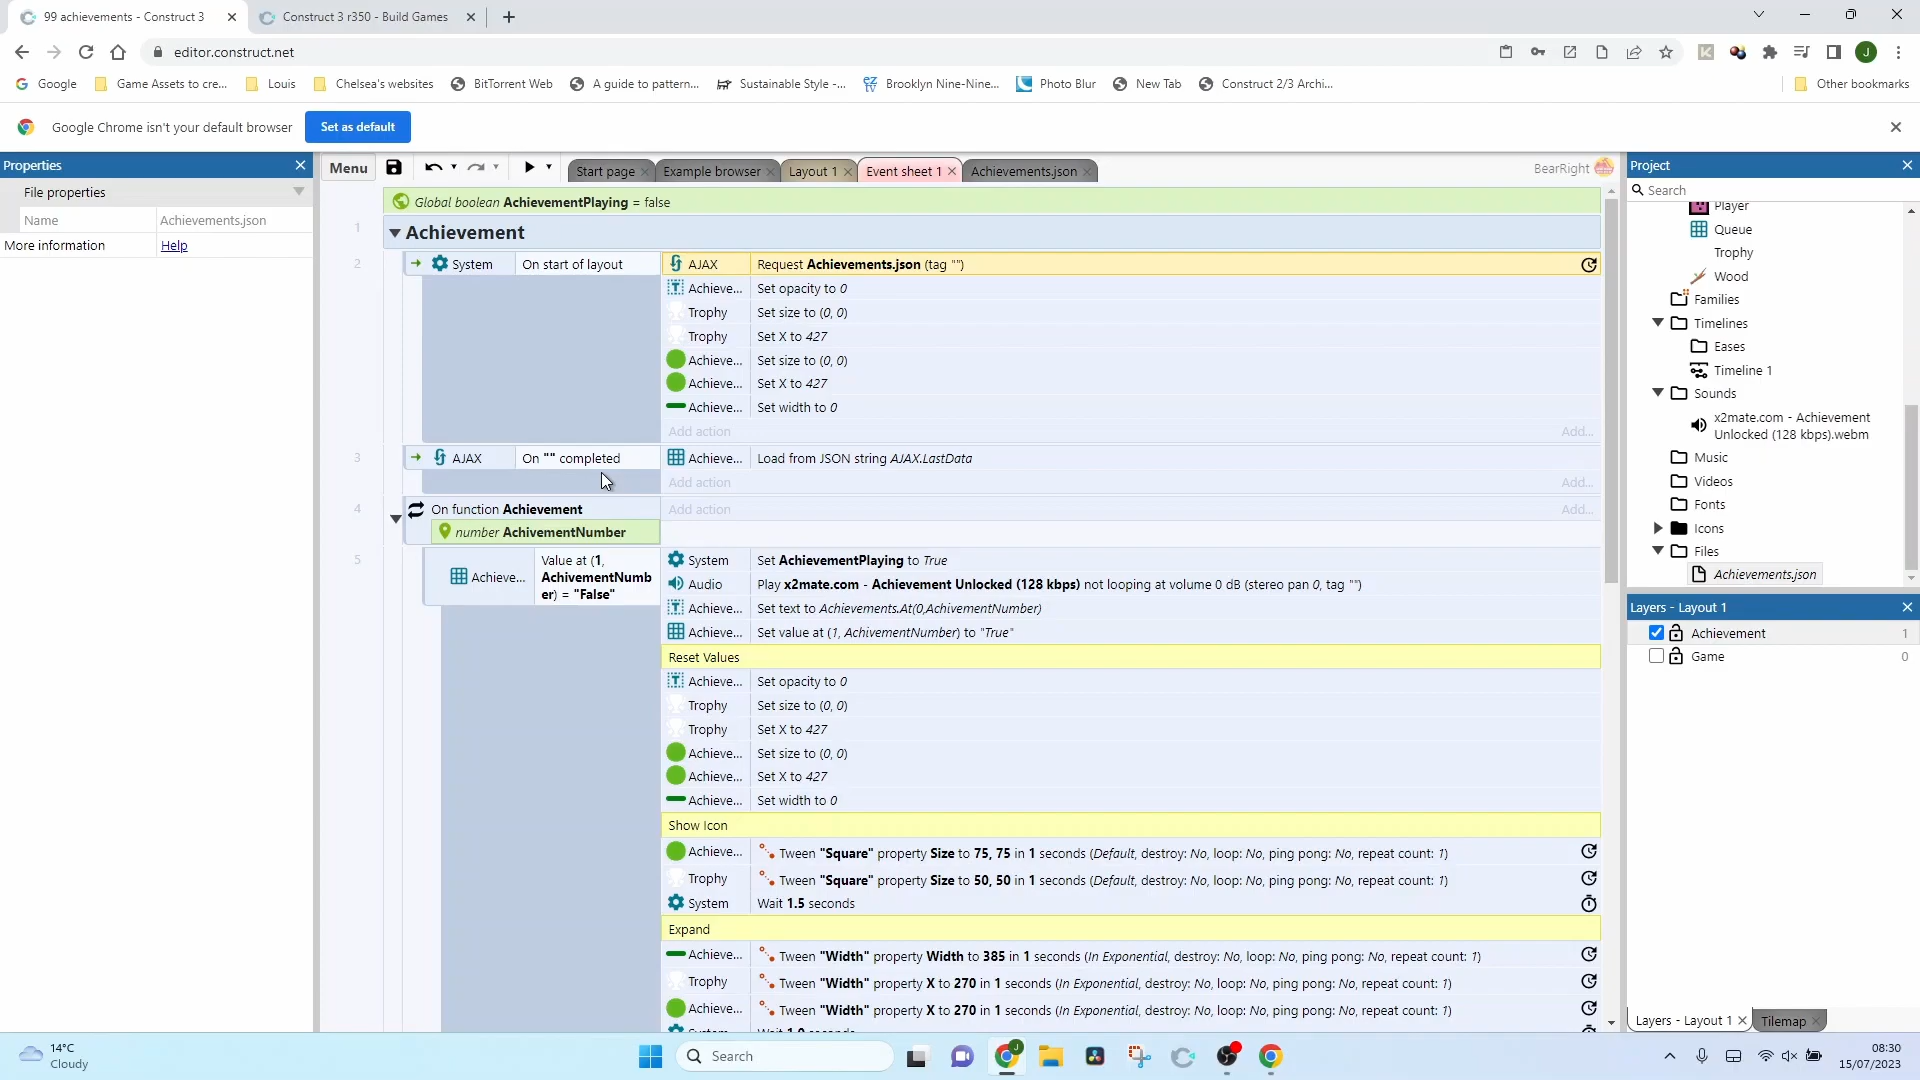 99 achievements - Construct 3
Construct 3 r350 - Build Games
editor.construct.net
J
Google
Game Assets to cre...
Louis
Chelsea's websites
BitTorrent Web
A guide to pattern...
Sustainable Style -...
Brooklyn Nine-Nine...
Photo Blur
New Tab
Construct 2/3 Archi...
Other bookmarks
Google Chrome isn't your default browser
Set as default
Properties
File properties
Name
Achievements.json
More information
Help
Menu
Start page
Example browser
Layout 1
Event sheet 1
Achievements.json
BearRight
Global boolean AchievementPlaying = false
1
Achievement
2
System
On start of layout
AJAX
Request Achievements.json (tag "")
Achieve...
Set opacity to 0
Trophy
Set size to (0, 0)
Trophy
Set X to 427
Achieve...
Set size to (0, 0)
Achieve...
Set X to 427
Achieve...
Set width to 0
Add action
Add...
3
AJAX
On "" completed
Achieve...
Load from JSON string AJAX.LastData
Add action
Add...
4
On function Achievement
Add action
Add...
number AchivementNumber
5
Achieve...
Value at (1,
AchivementNumb
er) = "False"
System
Set AchievementPlaying to True
Audio
Play x2mate.com - Achievement Unlocked (128 kbps) not looping at volume 0 dB (stereo pan 0, tag "")
Achieve...
Set text to Achievements.At(0,AchivementNumber)
Achieve...
Set value at (1, AchivementNumber) to "True"
Reset Values
Achieve...
Set opacity to 0
Trophy
Set size to (0, 0)
Trophy
Set X to 427
Achieve...
Set size to (0, 0)
Achieve...
Set X to 427
Achieve...
Set width to 0
Show Icon
Achieve...
Tween "Square" property Size to 75, 75 in 1 seconds (Default, destroy: No, loop: No, ping pong: No, repeat count: 1)
Trophy
Tween "Square" property Size to 50, 50 in 1 seconds (Default, destroy: No, loop: No, ping pong: No, repeat count: 1)
System
Wait 1.5 seconds
Expand
Achieve...
Tween "Width" property Width to 385 in 1 seconds (In Exponential, destroy: No, loop: No, ping pong: No, repeat count: 1)
Trophy
Tween "Width" property X to 270 in 1 seconds (In Exponential, destroy: No, loop: No, ping pong: No, repeat count: 1)
Achieve...
Tween "Width" property X to 270 in 1 seconds (In Exponential, destroy: No, loop: No, ping pong: No, repeat count: 1)
Project
Search
Player
Queue
Trophy
Wood
Families
Timelines
Eases
Timeline 1
Sounds
x2mate.com - Achievement
Unlocked (128 kbps).webm
Music
Videos
Fonts
Icons
Files
Achievements.json
Layers - Layout 1
Achievement
1
Game
0
Layers - Layout 1
Tilemap
14°C
Cloudy
Search
J
08:30
15/07/2023